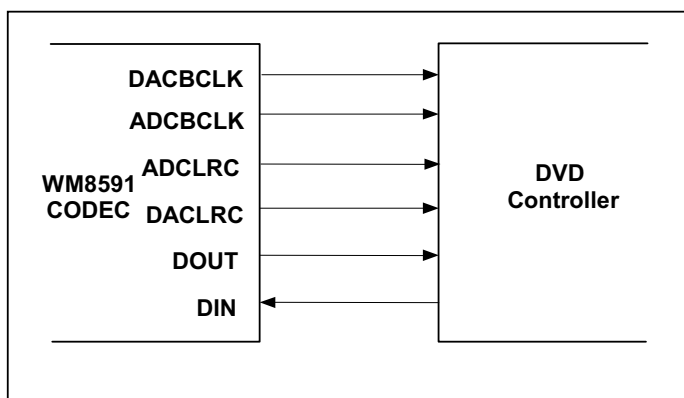 DACBCLK
ADCBCLK
ADCLRC
WM8591
CODEC
DACLRC
DOUT
DIN
DVD
Controller